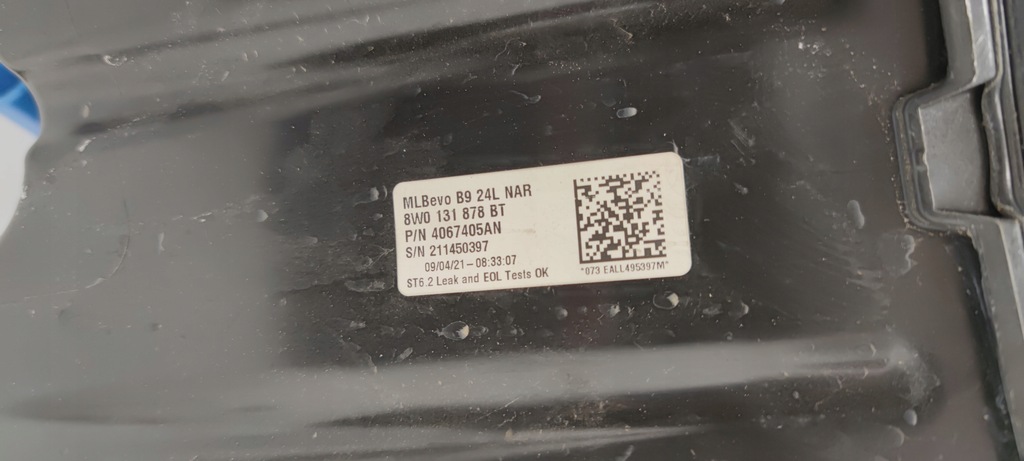 MLBevo B9 24L NAR
8W0 131 878 BT
P/N 4067405AN
S/N 211450397
09/04/21 - 08:33:07
ST6.2 Leak and EOL Tests OK
*073 EALL495397M*